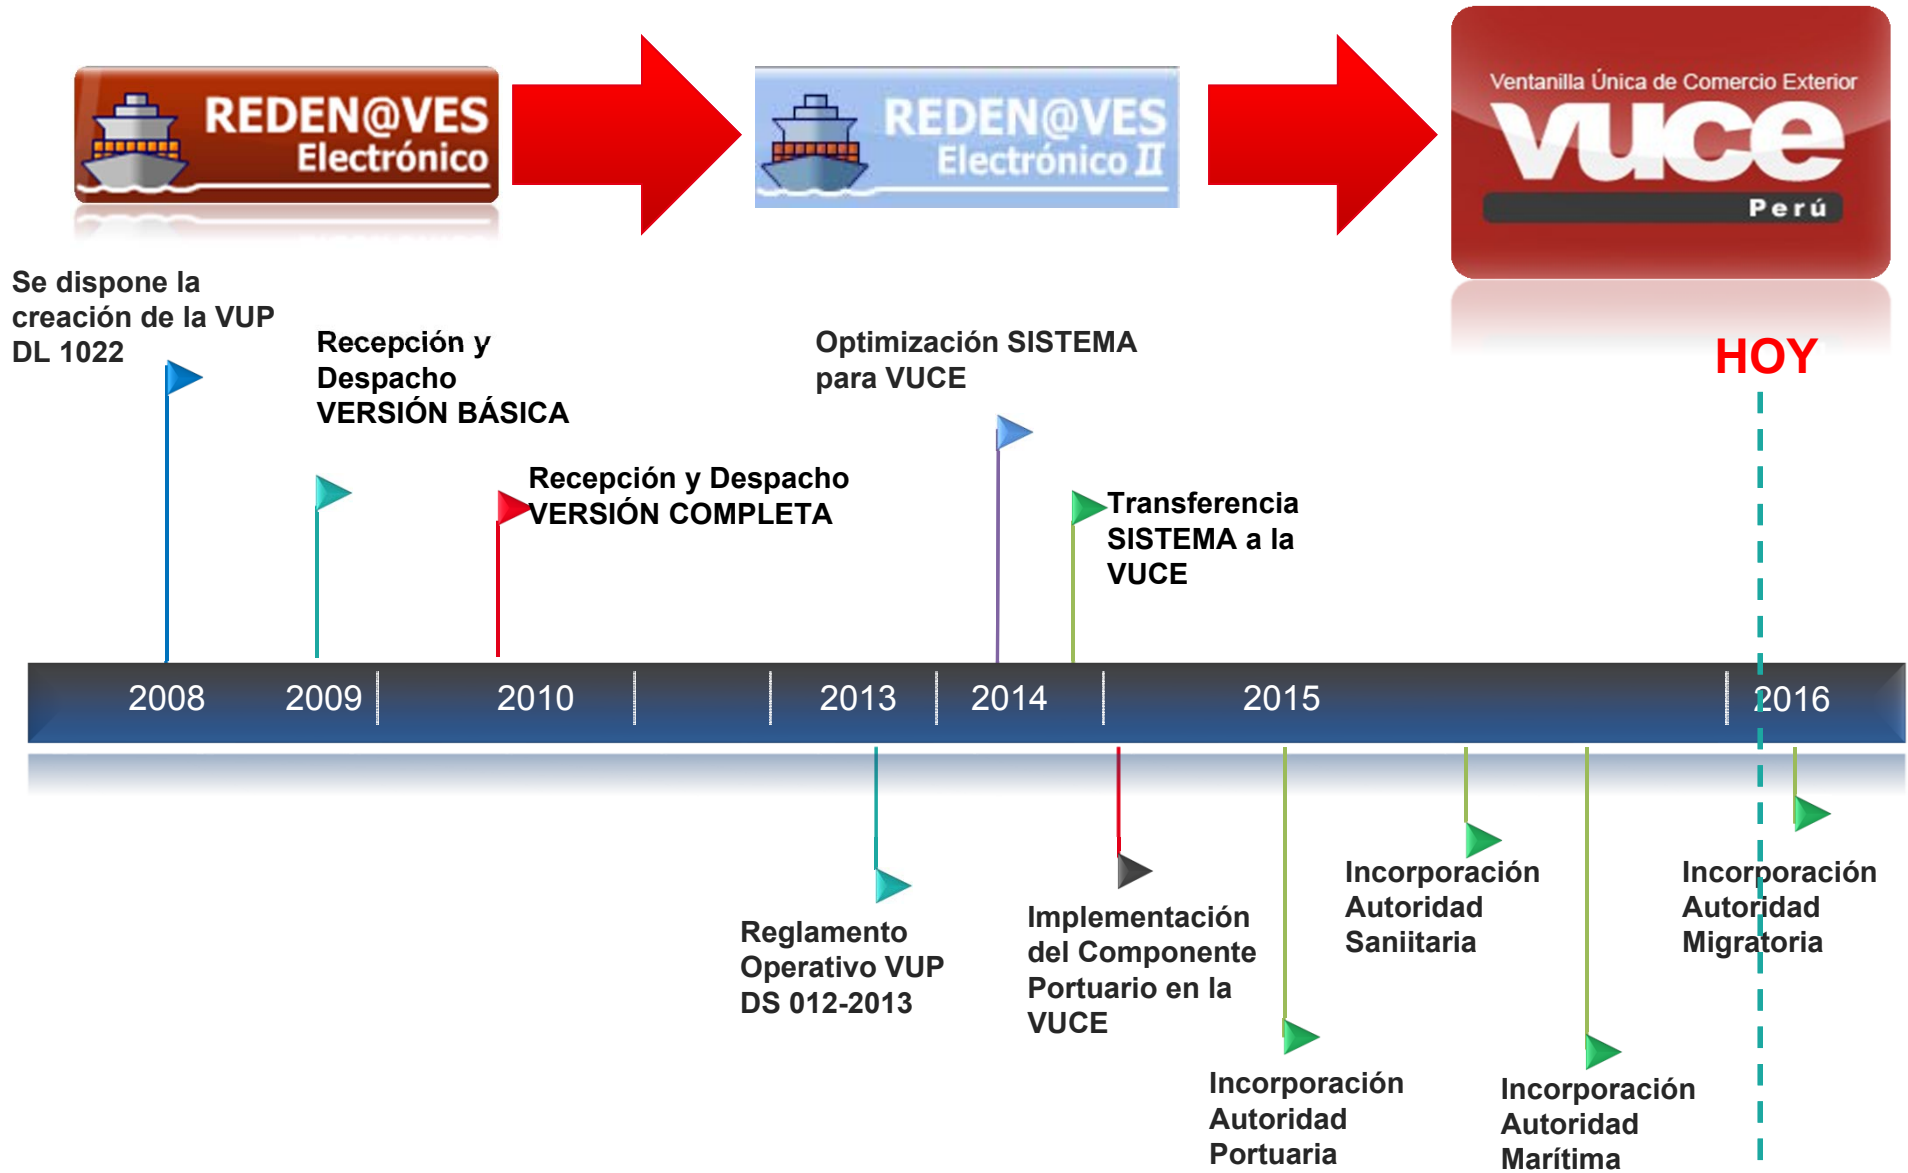 REDEN@VES
Electrónico
REDEN@VES
Electrónico II
Ventanilla Única de Comercio Exterior
vuce
Perú
Se dispone la
creación de la VUP
DL 1022
Recepción y
Despacho
VERSIÓN BÁSICA
Recepción y Despacho
VERSIÓN COMPLETA
Optimización SISTEMA
para VUCE
Transferencia
SISTEMA a la
VUCE
HOY
2008
2009
2010
2013
2014
2015
2016
Reglamento
Operativo VUP
DS 012-2013
Implementación
del Componente
Portuario en la
VUCE
Incorporación
Autoridad
Portuaria
Incorporación
Autoridad
Saniitaria
Incorporación
Autoridad
Marítima
Incorporación
Autoridad
Migratoria